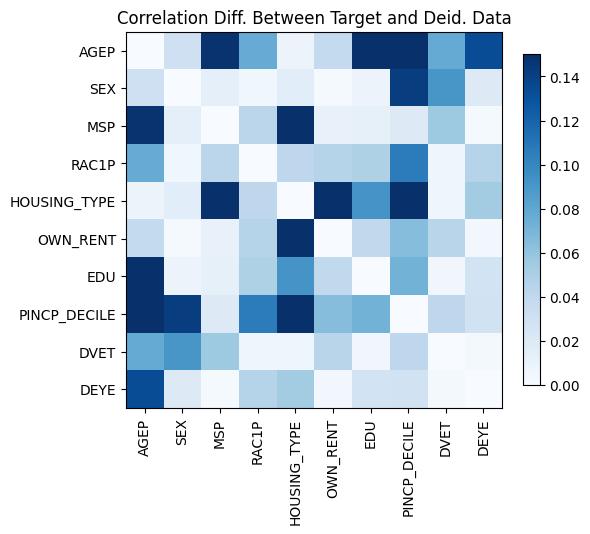 Correlation Diff. Between Target and Deid. Data
AGEP
SEX
MSP
RAC1P
HOUSING_TYPE
OWN_RENT
EDU
PINCP_DECILE
DVET
DEYE
AGEP
SEX
MSP
RAC1P
HOUSING_TYPE
OWN_RENT
EDU
PINCP_DECILE
DVET
DEYE
0.14
0.12
0.10
0.08
0.06
0.04
0.02
0.00